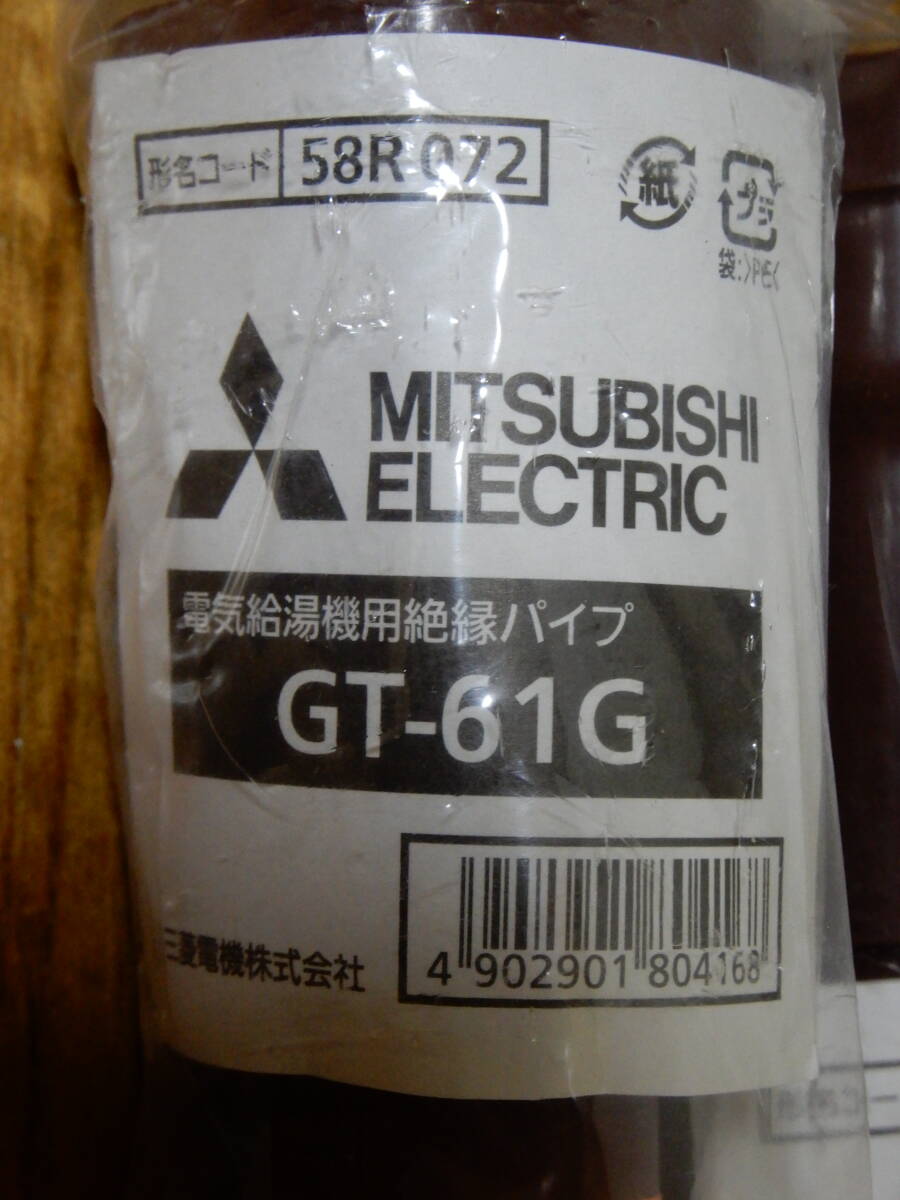 形名コード 58R 072
紙
プラ
袋:>PE<
MITSUBISHI
ELECTRIC
電気給湯機用絶縁パイプ
GT-61G
三菱電機株式会社
4 902901 804168